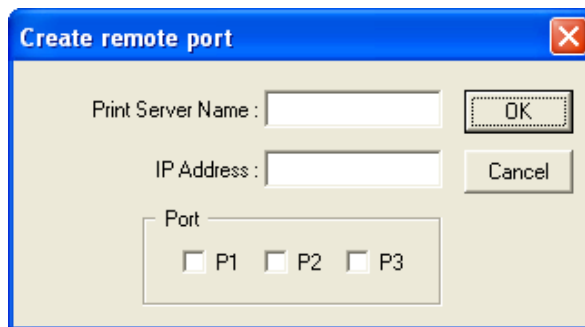 Create remote port
Print Server Name :
OK
IP Address :
Cancel
Port
P1 P2 P3